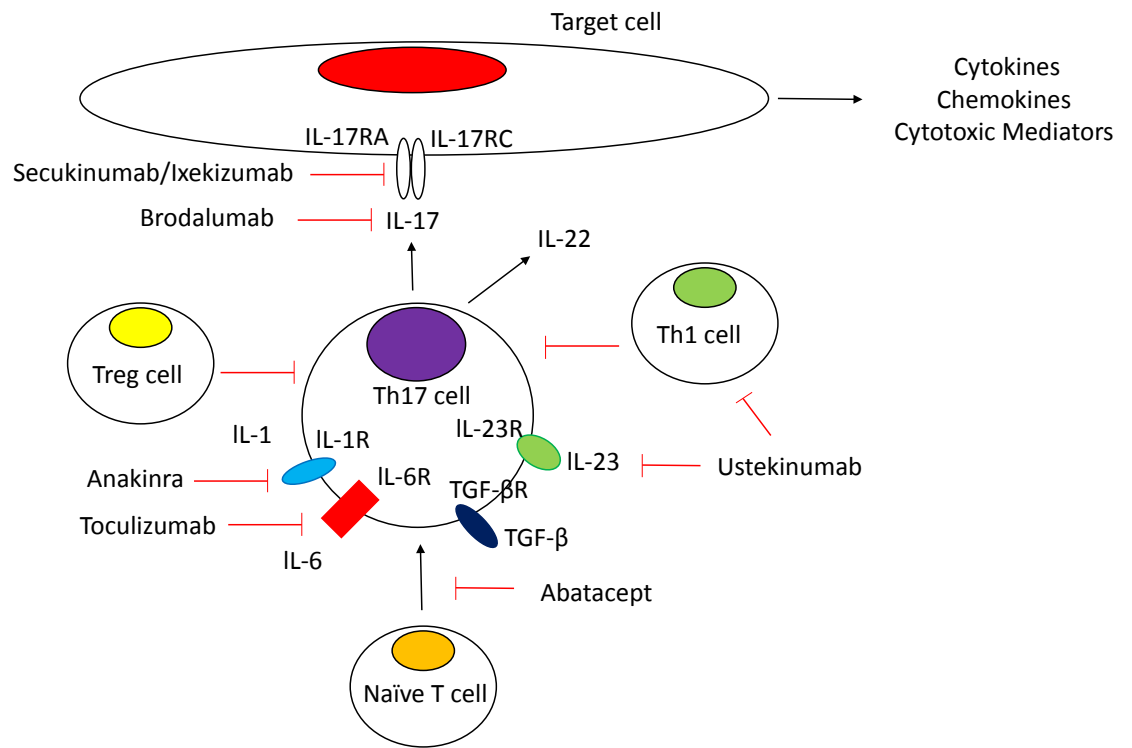 Target cell
Cytokines
Chemokines
Cytotoxic Mediators
IL-17RA
IL-17RC
Secukinumab/Ixekizumab
Brodalumab
IL-17
IL-22
Th1 cell
Treg cell
Th17 cell
IL-1
IL-1R
IL-23R
IL-23
Ustekinumab
Anakinra
IL-6R
TGF-βR
Toculizumab
TGF-β
IL-6
Abatacept
Naïve T cell